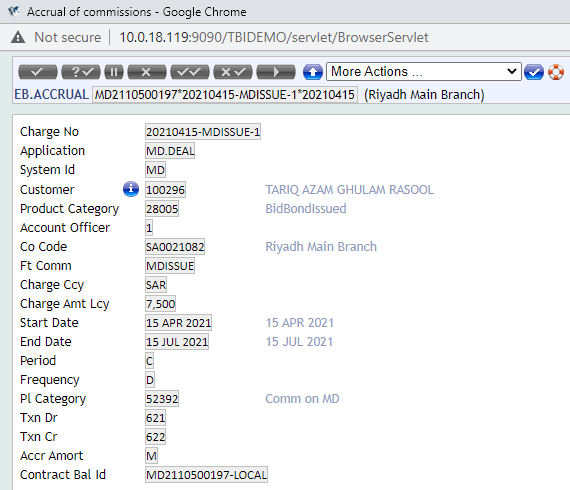 Accrual of commissions - Google Chrome
Not secure | 10.0.18.119:9090/TBIDEMO/servlet/BrowserServlet
More Actions ...
EB.ACCRUAL MD2110500197*20210415-MDISSUE-1*20210415 (Riyadh Main Branch)
Charge No 20210415-MDISSUE-1
Application MD.DEAL
System Id MD
Customer 100296 TARIQ AZAM GHULAM RASOOL
Product Category 28005 BidBondIssued
Account Officer 1
Co Code SA0021082 Riyadh Main Branch
Ft Comm MDISSUE
Charge Ccy SAR
Charge Amt Lcy 7,500
Start Date 15 APR 2021 15 APR 2021
End Date 15 JUL 2021 15 JUL 2021
Period C
Frequency D
Pl Category 52392 Comm on MD
Txn Dr 621
Txn Cr 622
Accr Amort M
Contract Bal Id MD2110500197-LOCAL